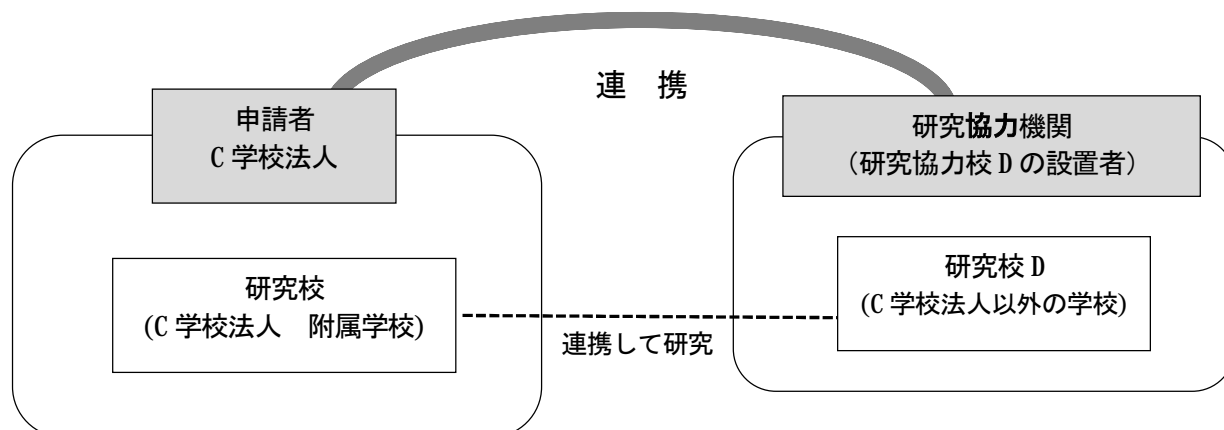 連　携
申請者
C 学校法人
研究協力機関
（研究協力校 D の設置者）
研究校
(C 学校法人　附属学校)
研究校 D
(C 学校法人以外の学校)
連携して研究